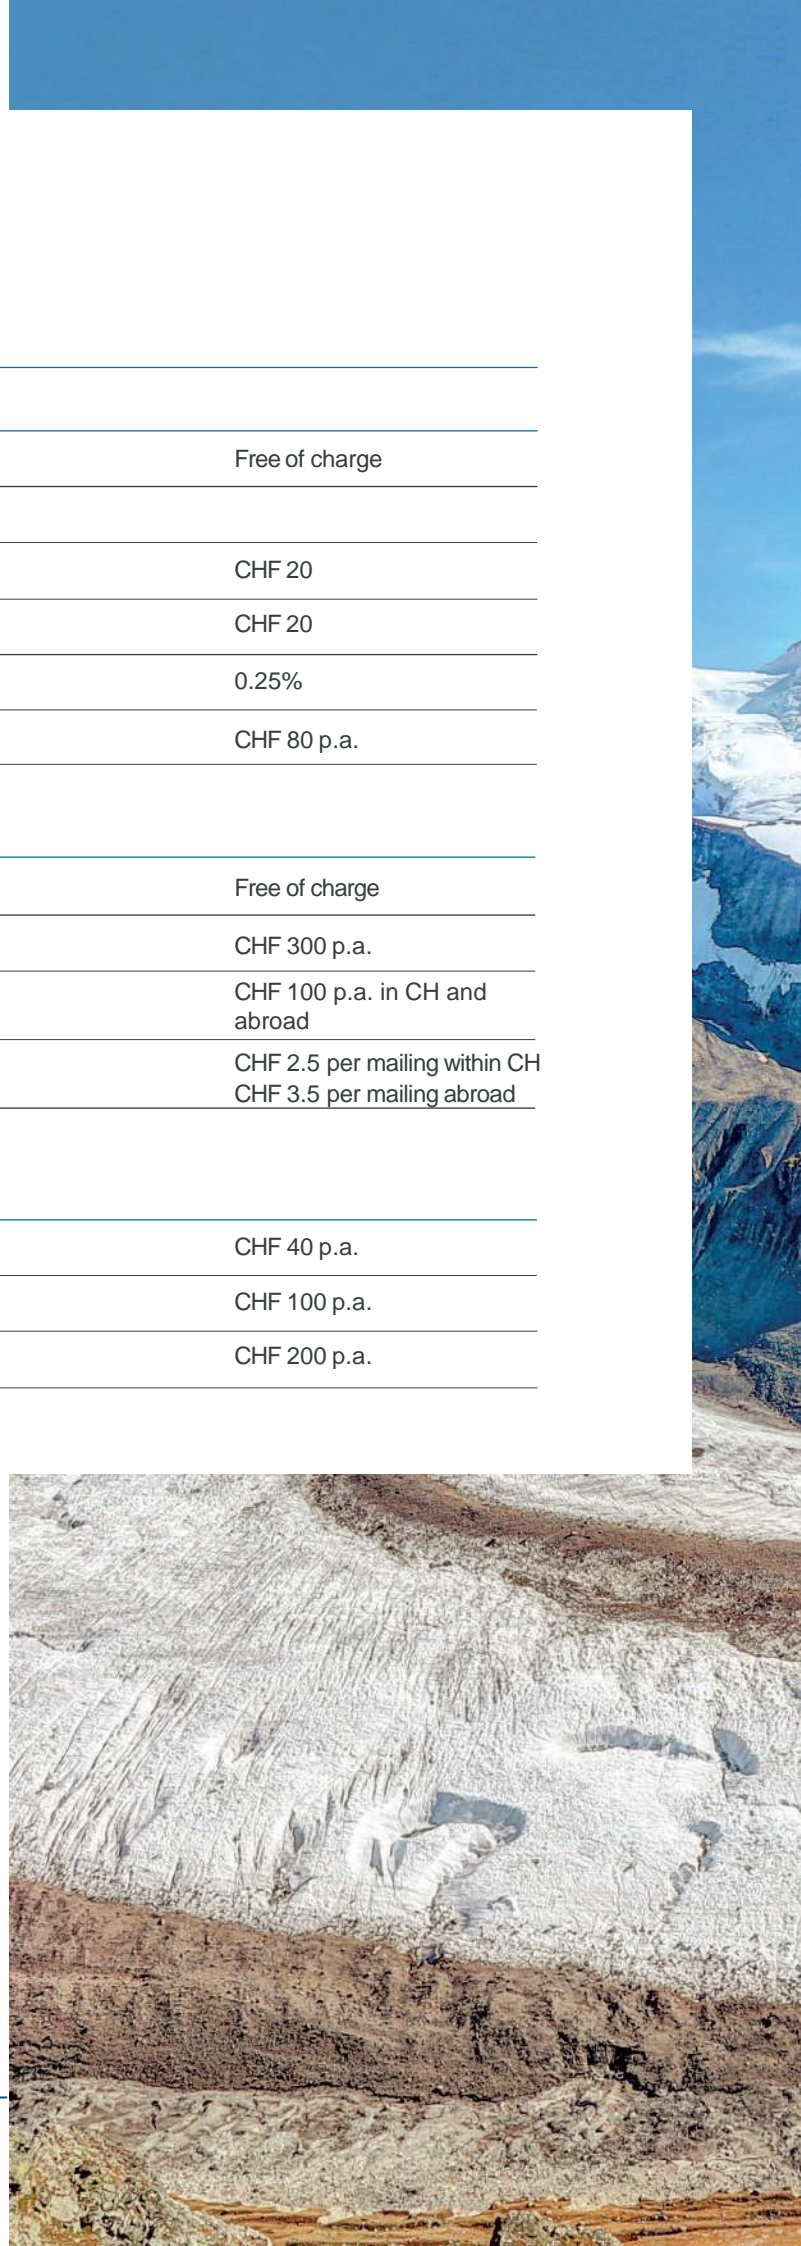 Free of charge
CHF 20
CHF 20
0.25%
CHF 80 p.a.
Free of charge
CHF 300 p.a.
CHF 100 p.a. in CH and
abroad
CHF 2.5 per mailing within CH
CHF 3.5 per mailing abroad
CHF 40 p.a.
CHF 100 p.a.
CHF 200 p.a.